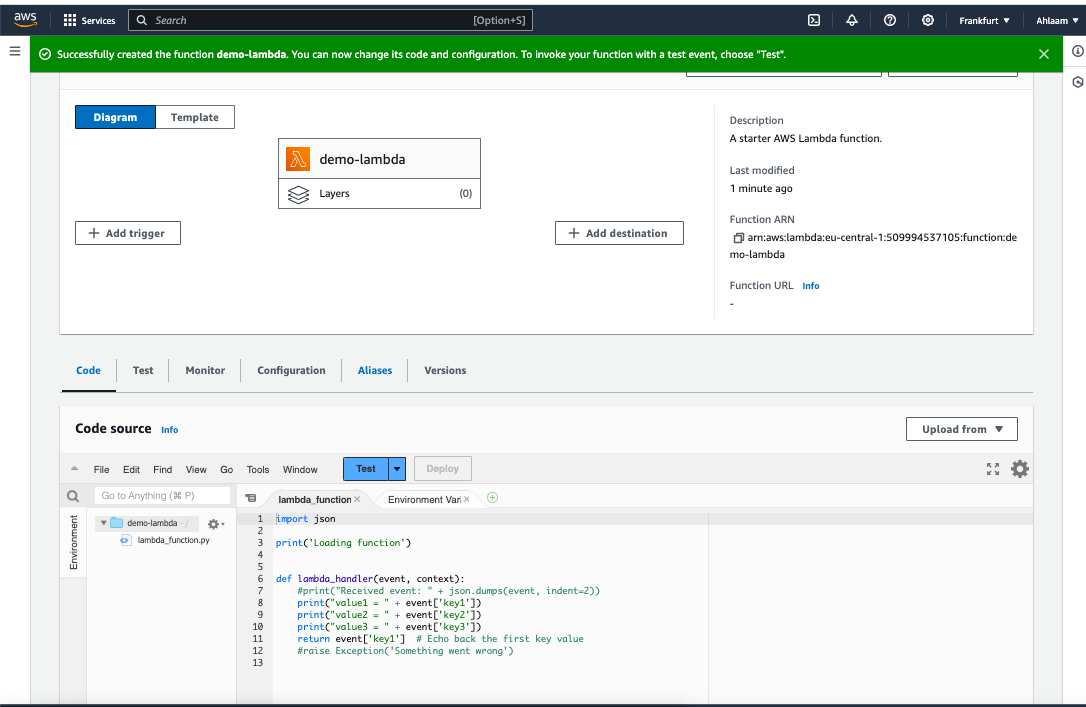 aws Services Search [Option+S] Frankfurt ▼ Ahlaam ▼
Successfully created the function demo-lambda. You can now change its code and configuration. To invoke your function with a test event, choose "Test".
Diagram Template
demo-lambda
Layers (0)
+ Add trigger
+ Add destination
Description
A starter AWS Lambda function.
Last modified
1 minute ago
Function ARN
arn:aws:lambda:eu-central-1:509994537105:function:de
mo-lambda
Function URL Info
-
Code Test Monitor Configuration Aliases Versions
Code source Info
Upload from ▼
File Edit Find View Go Tools Window Test Deploy
Go to Anything (⌘ P)
lambda_function × Environment Vari ×
Environment
demo-lambda - /
lambda_function.py
1 import json
2
3 print('Loading function')
4
5
6 def lambda_handler(event, context):
7     #print("Received event: " + json.dumps(event, indent=2))
8     print("value1 = " + event['key1'])
9     print("value2 = " + event['key2'])
10     print("value3 = " + event['key3'])
11     return event['key1']  # Echo back the first key value
12     #raise Exception('Something went wrong')
13